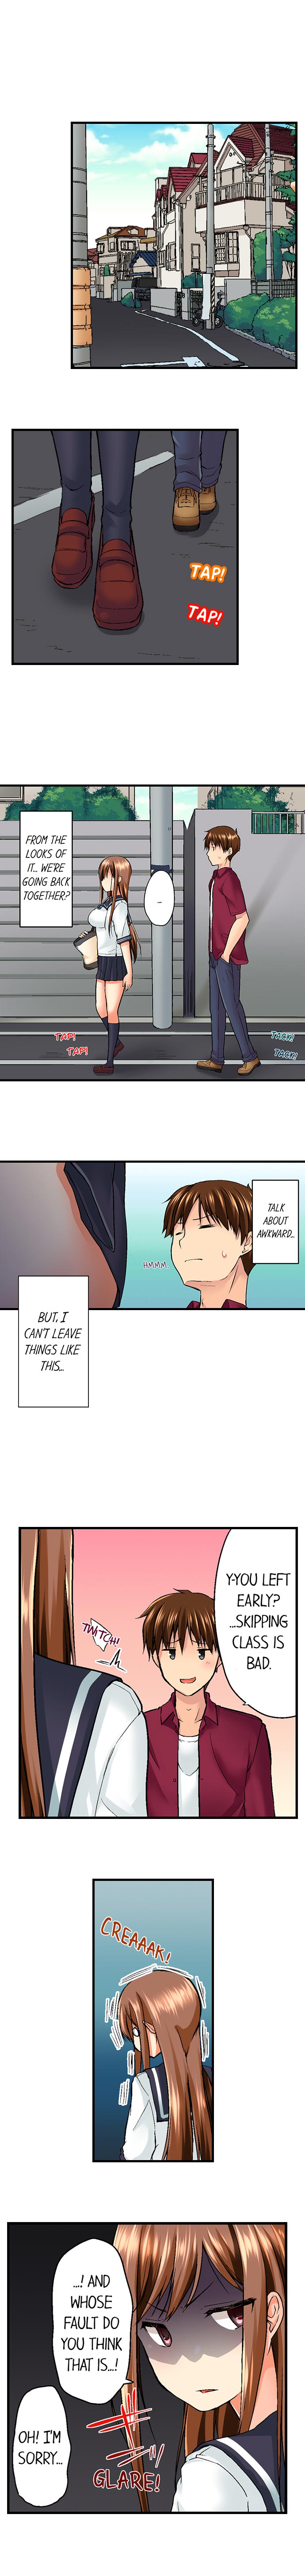 TAP!
TAP!
FROM THE
LOOKS OF
IT... WE'RE
GOING BACK
TOGETHER?
...
TAP!
TAP!
TACK!
TACK!
TALK
ABOUT
AWKWARD...
HMMM
BUT, I
CAN'T LEAVE
THINGS LIKE
THIS...
Y-YOU LEFT
EARLY?
...SKIPPING
CLASS IS
BAD.
TWITCH!
CREAAAK!
...! AND
WHOSE
FAULT DO
YOU THINK
THAT IS...!
OH! I'M
SORRY...
GLARE!